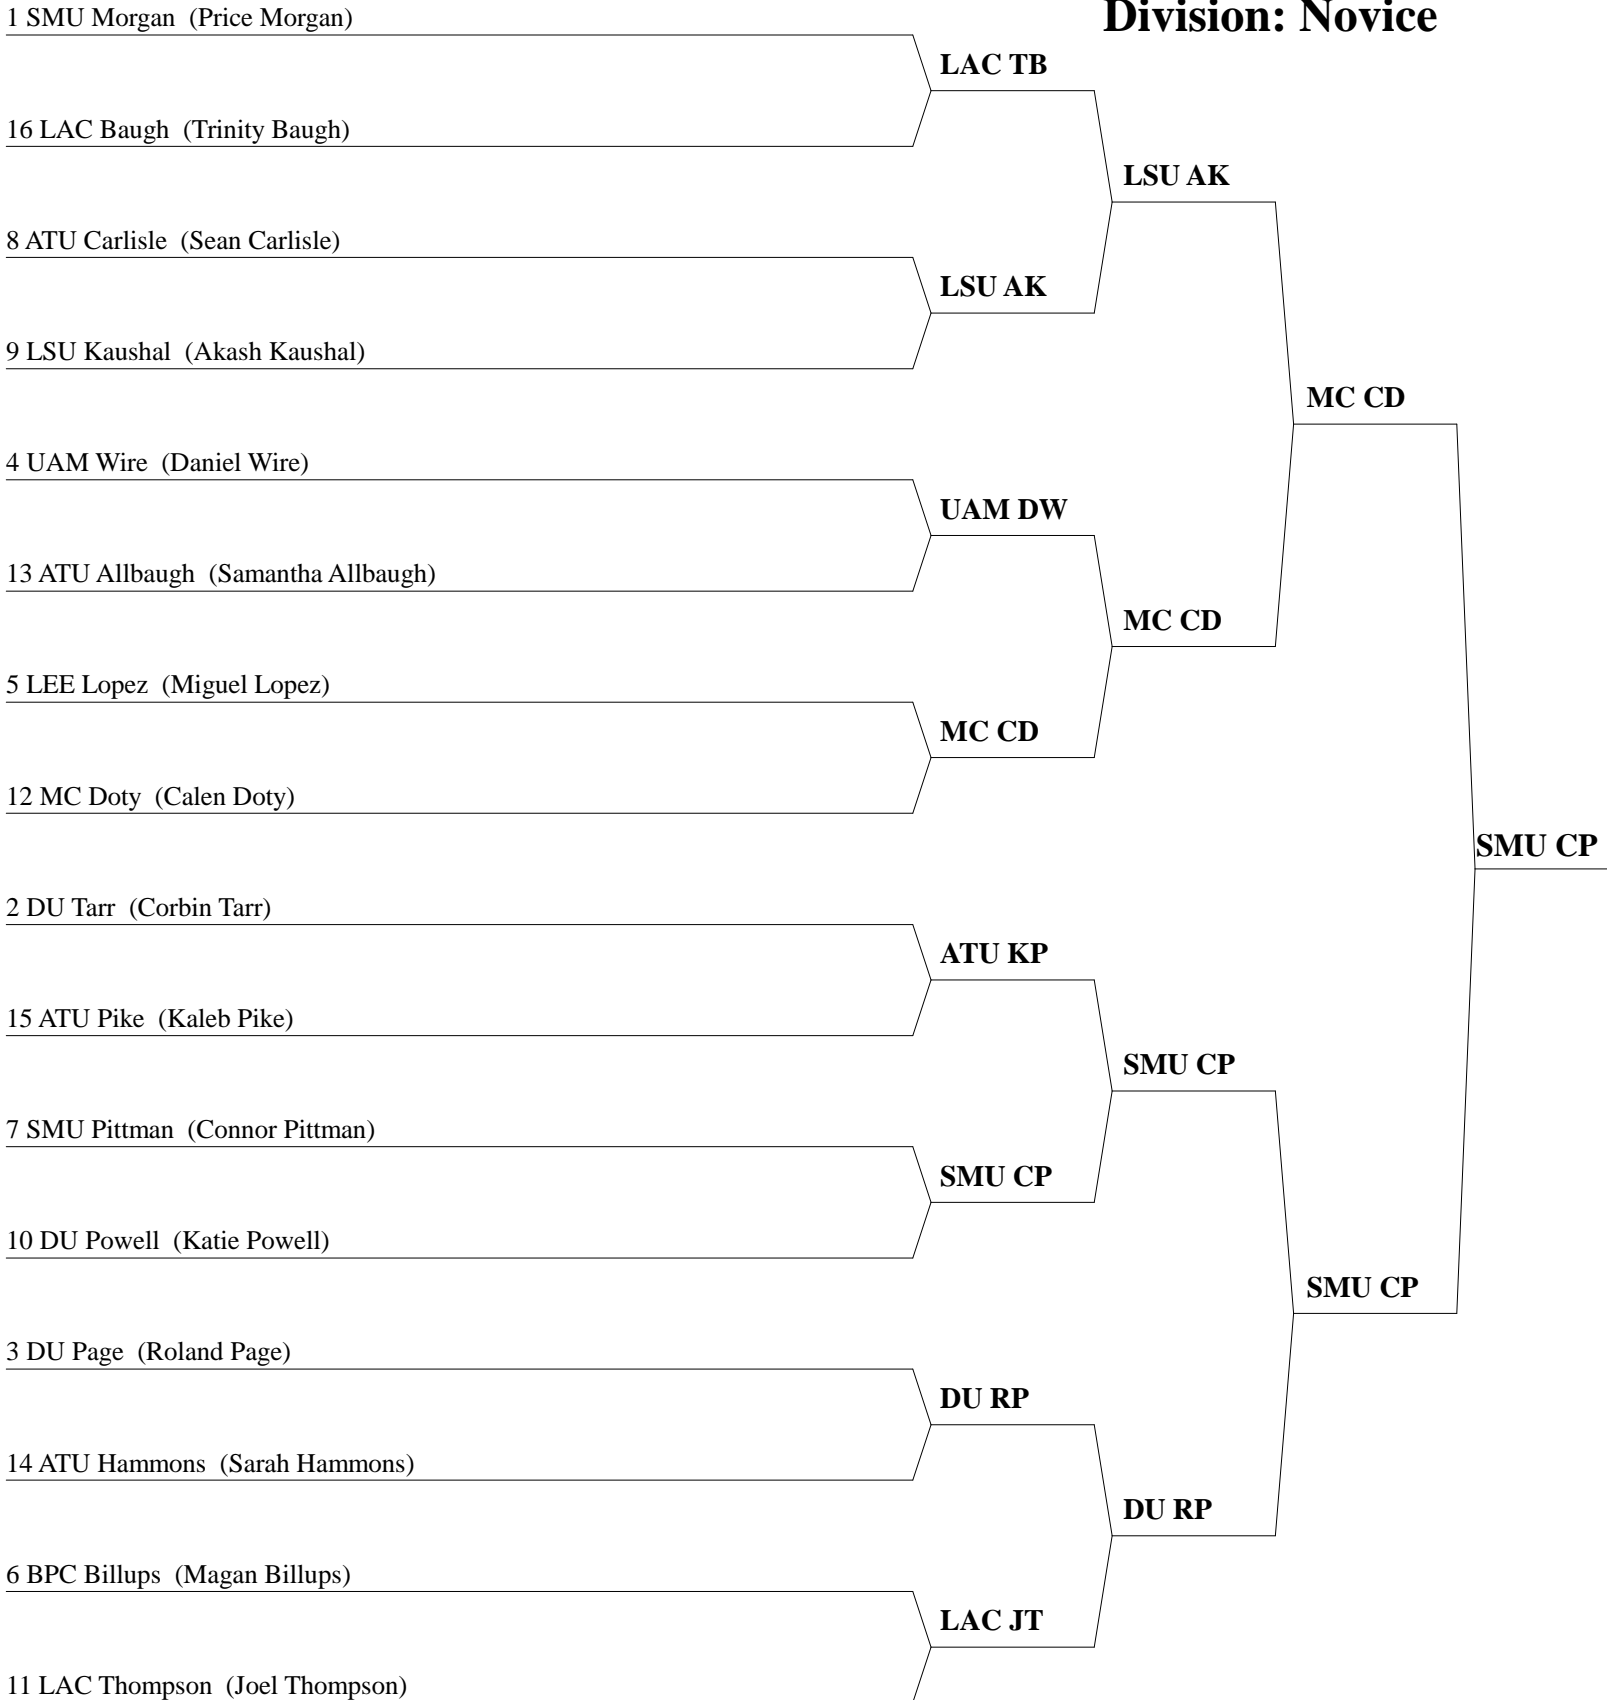 Division: Novice
1 SMU Morgan (Price Morgan)
LAC TB
16 LAC Baugh (Trinity Baugh)
LSU AK
8 ATU Carlisle (Sean Carlisle)
LSU AK
9 LSU Kaushal (Akash Kaushal)
MC CD
4 UAM Wire (Daniel Wire)
UAM DW
13 ATU Allbaugh (Samantha Allbaugh)
MC CD
5 LEE Lopez (Miguel Lopez)
MC CD
12 MC Doty (Calen Doty)
SMU CP
2 DU Tarr (Corbin Tarr)
ATU KP
15 ATU Pike (Kaleb Pike)
SMU CP
7 SMU Pittman (Connor Pittman)
SMU CP
10 DU Powell (Katie Powell)
SMU CP
3 DU Page (Roland Page)
DU RP
14 ATU Hammons (Sarah Hammons)
DU RP
6 BPC Billups (Magan Billups)
LAC JT
11 LAC Thompson (Joel Thompson)